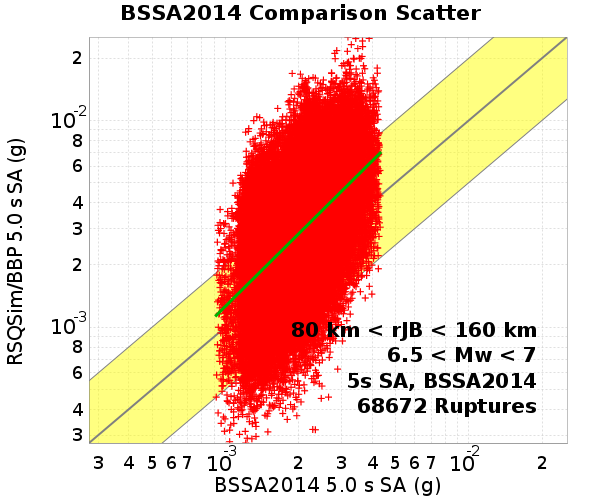 BSSA2014 Comparison Scatter
RSQSim/BBP 5.0 s SA (g)
2
10-2
8
6
4
3
2
10-3
8
6
4
3
80 km < rJB < 160 km
6.5 < Mw < 7
5s SA, BSSA2014
68672 Ruptures
3 4 5 6 7 10-3 2 3 4 5 6 7 10-2 2
BSSA2014 5.0 s SA (g)